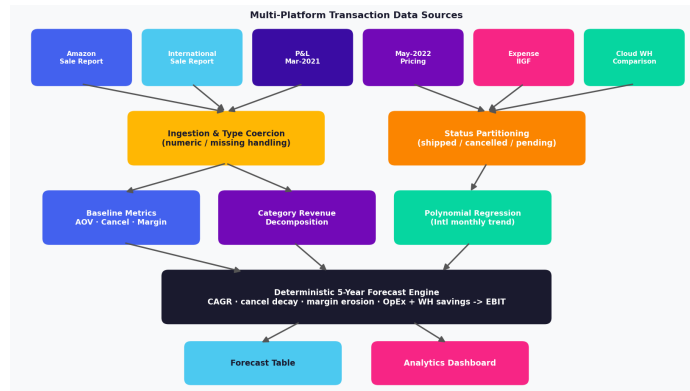 Multi-Platform Transaction Data Sources
Amazon
Sale Report
International
Sale Report
P&L
Mar-2021
May-2022
Pricing
Expense
IIGF
Cloud WH
Comparison
Ingestion & Type Coercion
(numeric / missing handling)
Status Partitioning
(shipped / cancelled / pending)
Baseline Metrics
AOV · Cancel · Margin
Category Revenue
Decomposition
Polynomial Regression
(Intl monthly trend)
Deterministic 5-Year Forecast Engine
CAGR · cancel decay · margin erosion · OpEx + WH savings -> EBIT
Forecast Table
Analytics Dashboard